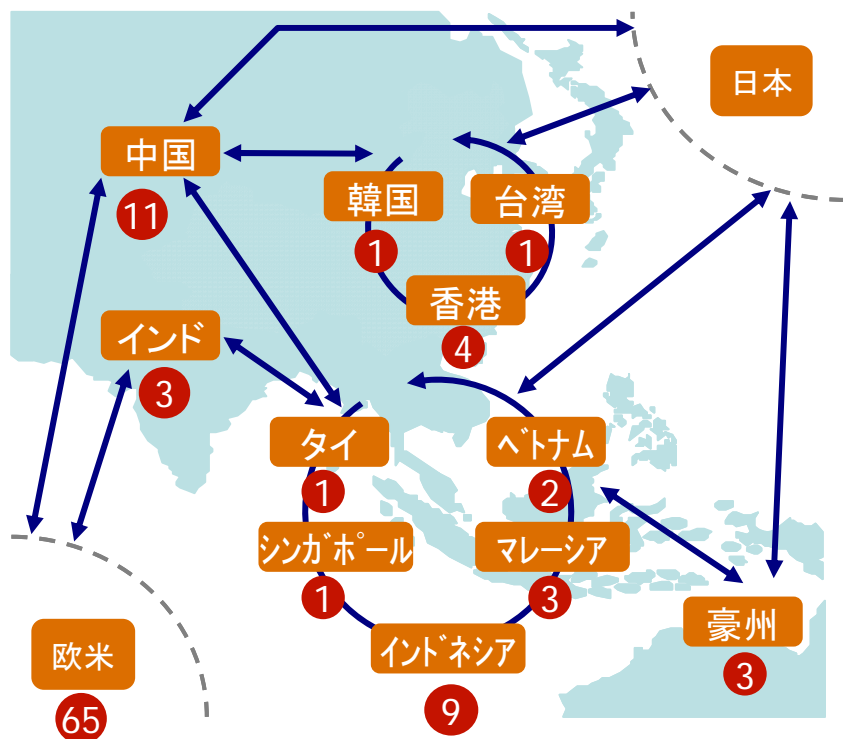 日本
中国
11
韓国
1
台湾
1
香港
4
インド
3
タイ
1
ベトナム
2
シンガポール
1
マレーシア
3
インドネシア
9
豪州
3
欧米
65